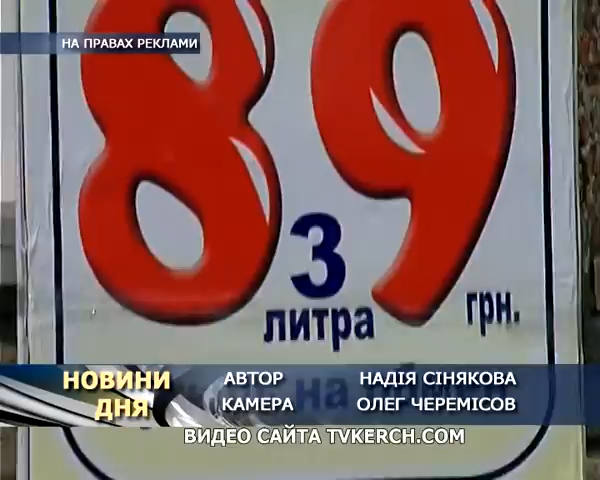 НА ПРАВАХ РЕКЛАМИ
89
3
литра
грн.
НОВИНИ ДНЯ
АВТОР НАДІЯ СІНЯКОВА
КАМЕРА ОЛЕГ ЧЕРЕМІСОВ
на
ВИДЕО САЙТА TVKERCH.COM